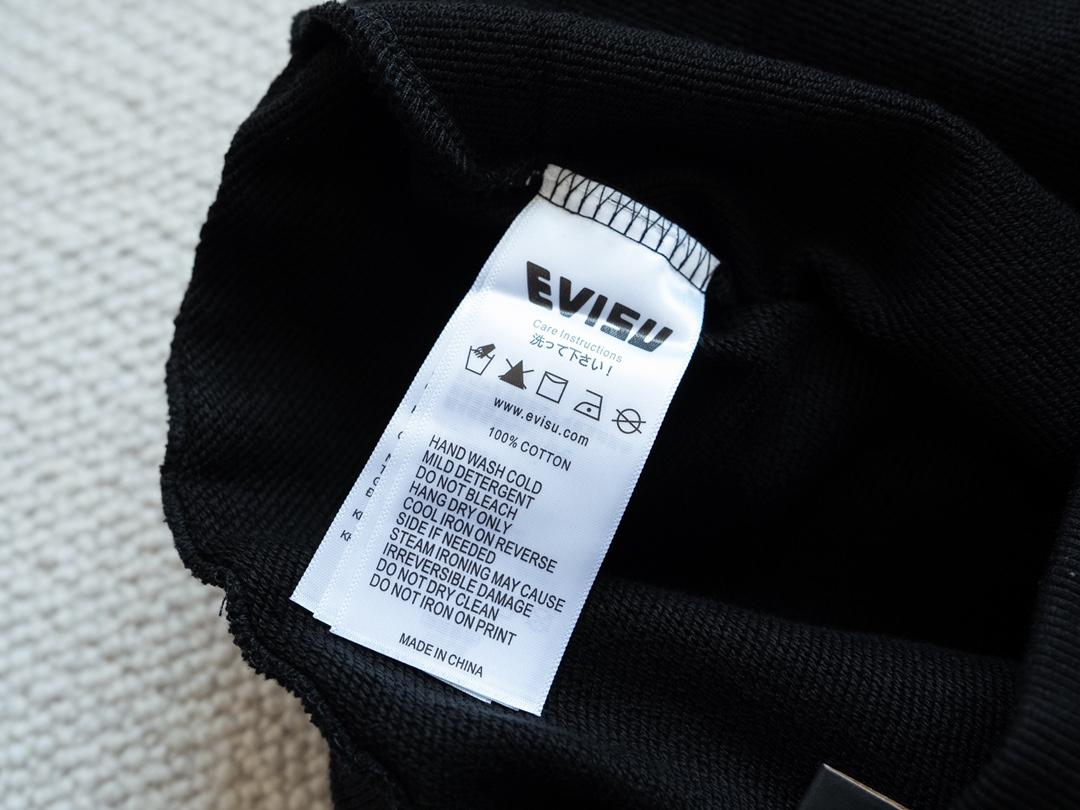 EVISU
Care Instructions
洗って下さい!
www.evisu.com
100% COTTON
HAND WASH COLD
MILD DETERGENT
DO NOT BLEACH
HANG DRY ONLY
COOL IRON ON REVERSE
SIDE IF NEEDED
STEAM IRONING MAY CAUSE
IRREVERSIBLE DAMAGE
DO NOT DRY CLEAN
DO NOT IRON ON PRINT
MADE IN CHINA